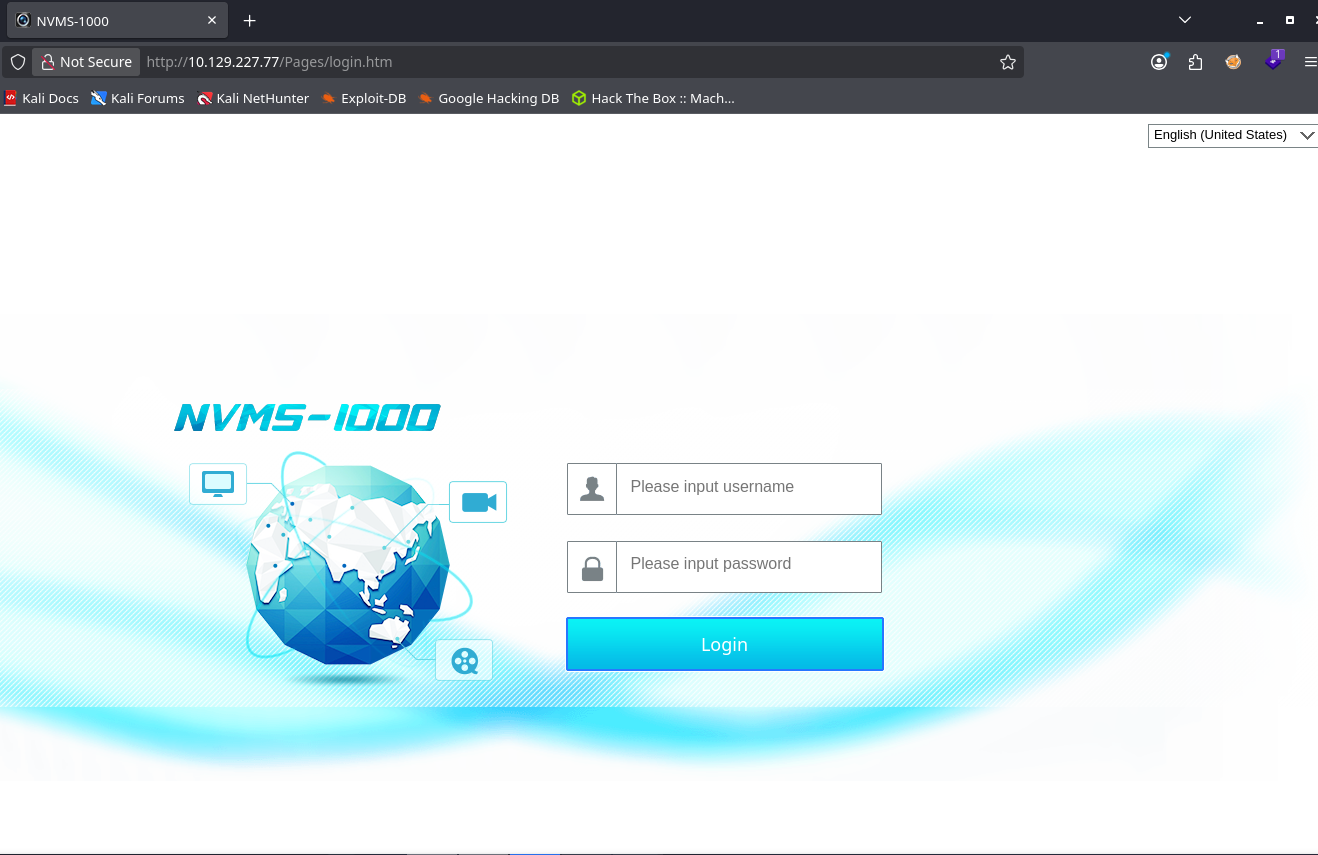 NVMS-1000
Not Secure http://10.129.227.77/Pages/login.htm
1
Kali Docs Kali Forums Kali NetHunter Exploit-DB Google Hacking DB Hack The Box :: Mach...
English (United States)
NVMS-1000
Please input username
Please input password
Login